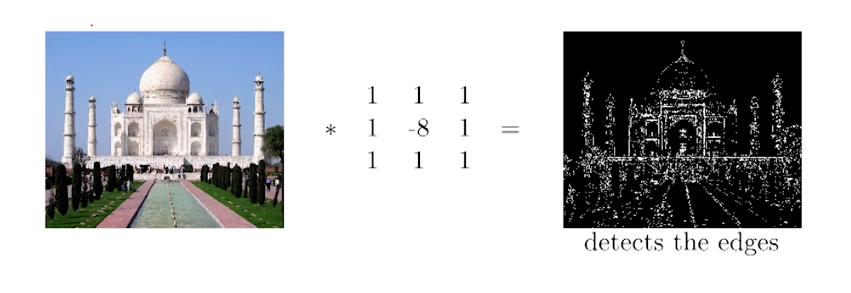 1 1 1
* 1 -8 1 =
1 1 1
detects the edges